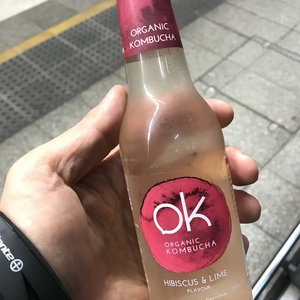 ORGANIC
KOMBUCHA
OK
ORGANIC
KOMBUCHA
HIBISCUS & LIME
FLAVOUR